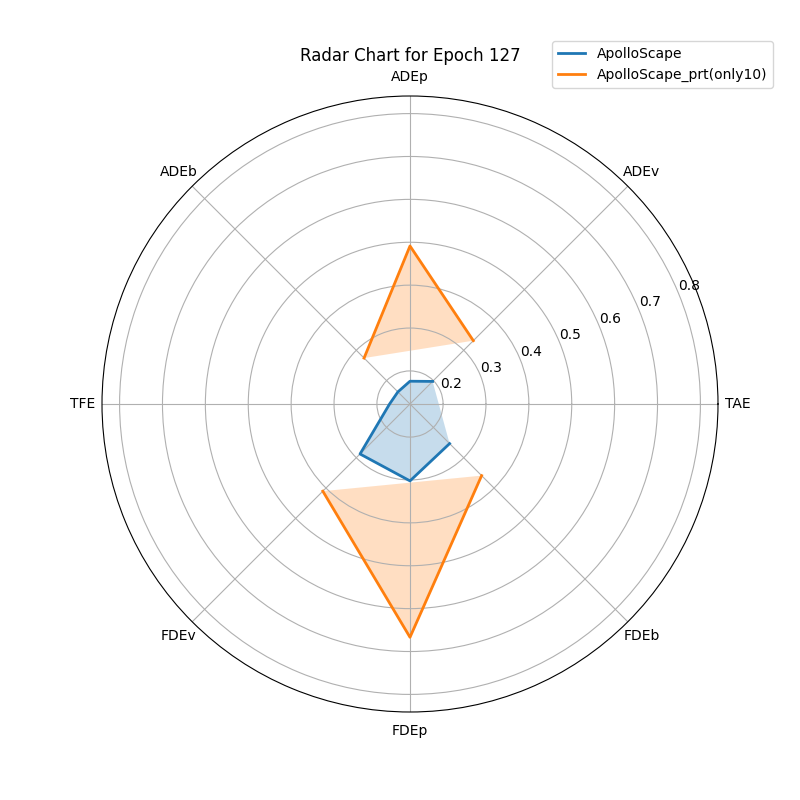 Radar Chart for Epoch 127
ApolloScape
ApolloScape_prt(only10)
ADEp
ADEb
ADEv
0.8
0.7
0.6
0.5
0.4
0.3
0.2
TFE
TAE
FDEv
FDEb
FDEp